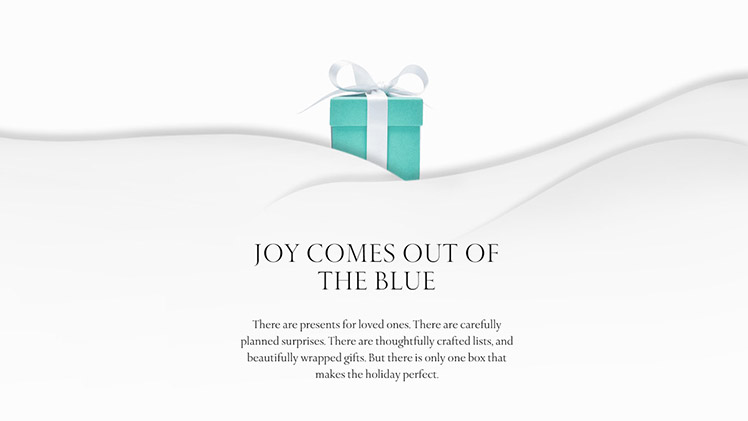 JOY COMES OUT OF
THE BLUE
There are presents for loved ones. There are carefully
planned surprises. There are thoughtfully crafted lists, and
beautifully wrapped gifts. But there is only one box that
makes the holiday perfect.